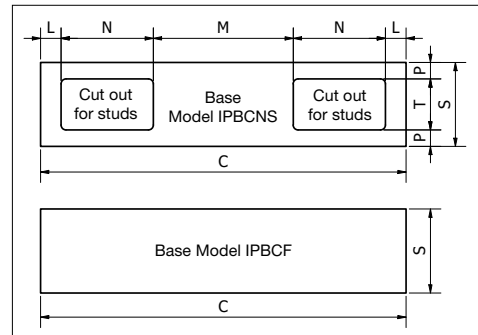 L N M N L
Cut out
for studs
Base
Model IPBCNS
Cut out
for studs
P
T
P
S
C
Base Model IPBCF
S
C